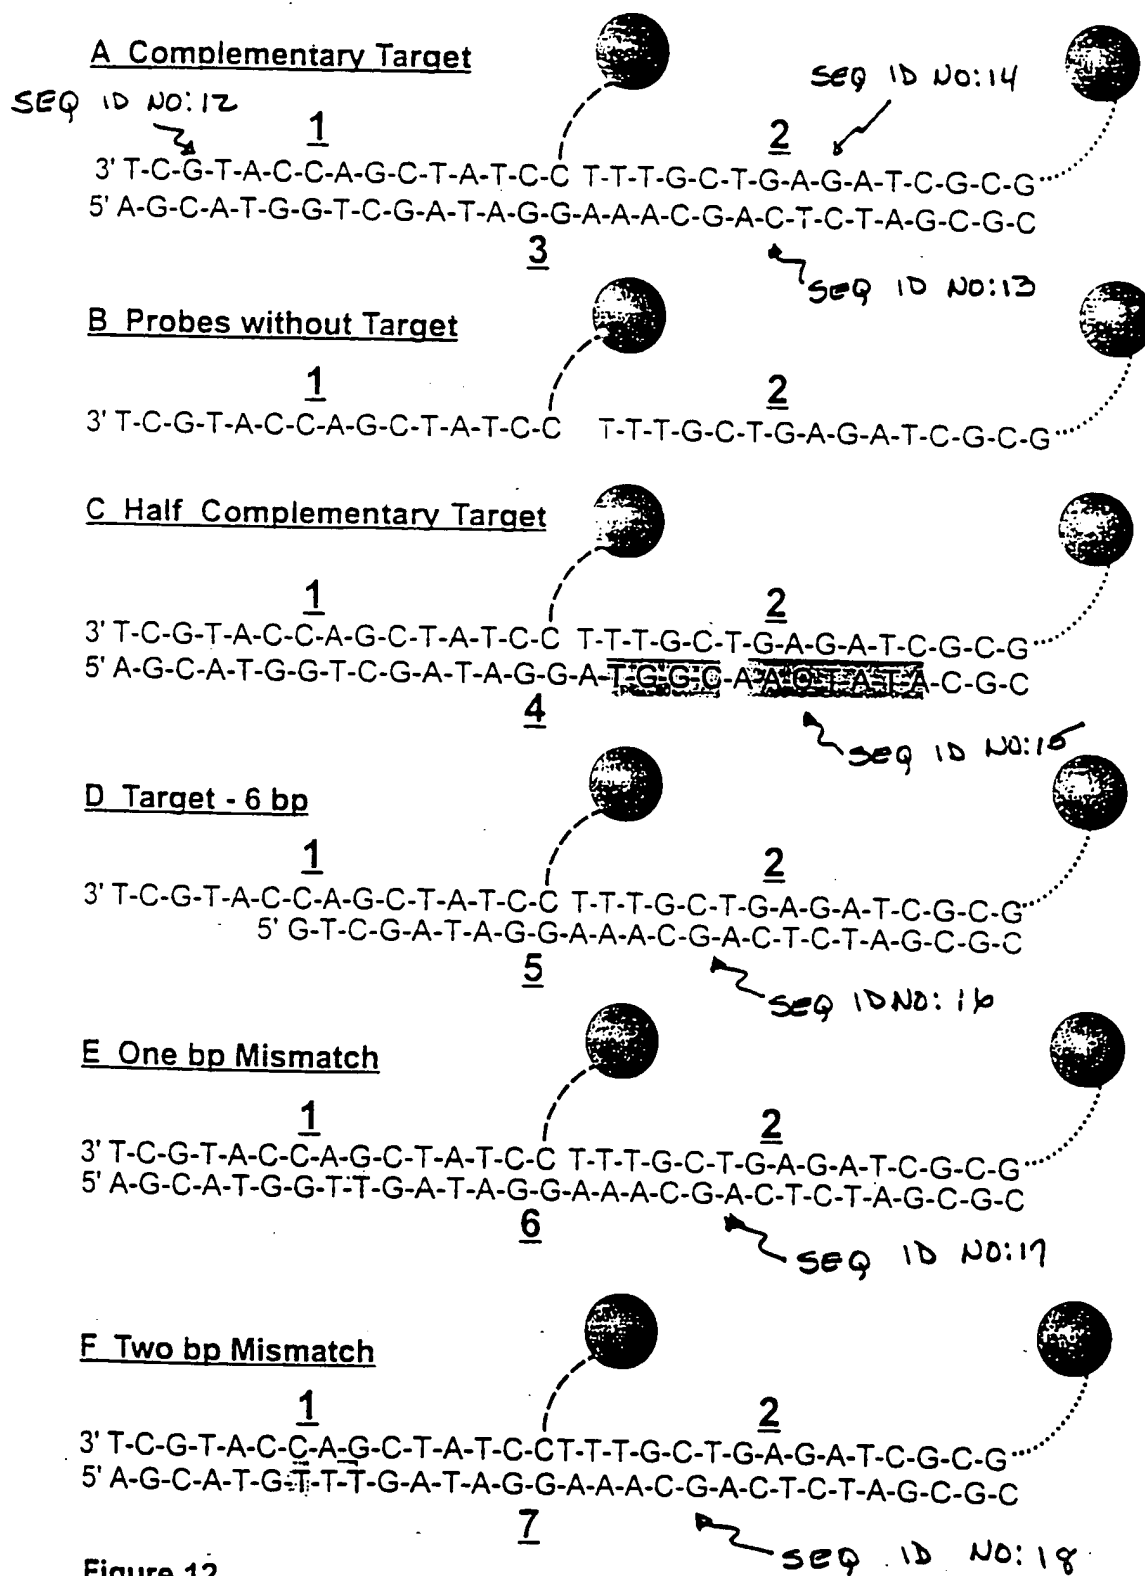 A Complementary Target
SEQ ID NO:12
SEQ ID NO:14
1
2
3' T-C-G-T-A-C-C-A-G-C-T-A-T-C-C T-T-T-G-C-T-G-A-G-A-T-C-G-C-G
5' A-G-C-A-T-G-G-T-C-G-A-T-A-G-G-A-A-A-C-G-A-C-T-C-T-A-G-C-G-C
3
SEQ ID NO:13
B Probes without Target
1
2
3' T-C-G-T-A-C-C-A-G-C-T-A-T-C-C T-T-T-G-C-T-G-A-G-A-T-C-G-C-G
C Half Complementary Target
1
2
3' T-C-G-T-A-C-C-A-G-C-T-A-T-C-C T-T-T-G-C-T-G-A-G-A-T-C-G-C-G
5' A-G-C-A-T-G-G-T-C-G-A-T-A-G-G-A-T-G-G-C-A-A-C-T-A-T-A-C-G-C
4
SEQ ID NO:15
D Target - 6 bp
1
2
3' T-C-G-T-A-C-C-A-G-C-T-A-T-C-C T-T-T-G-C-T-G-A-G-A-T-C-G-C-G
5' G-T-C-G-A-T-A-G-G-A-A-A-C-G-A-C-T-C-T-A-G-C-G-C
5
SEQ ID NO: 16
E One bp Mismatch
1
2
3' T-C-G-T-A-C-C-A-G-C-T-A-T-C-C T-T-T-G-C-T-G-A-G-A-T-C-G-C-G
5' A-G-C-A-T-G-G-T-T-G-A-T-A-G-G-A-A-A-C-G-A-C-T-C-T-A-G-C-G-C
6
SEQ ID NO:17
F Two bp Mismatch
1
2
3' T-C-G-T-A-C-C-A-G-C-T-A-T-C-C T-T-T-G-C-T-G-A-G-A-T-C-G-C-G
5' A-G-C-A-T-G-T-T-T-G-A-T-A-G-G-A-A-A-C-G-A-C-T-C-T-A-G-C-G-C
7
SEQ ID NO: 18
Figure 12